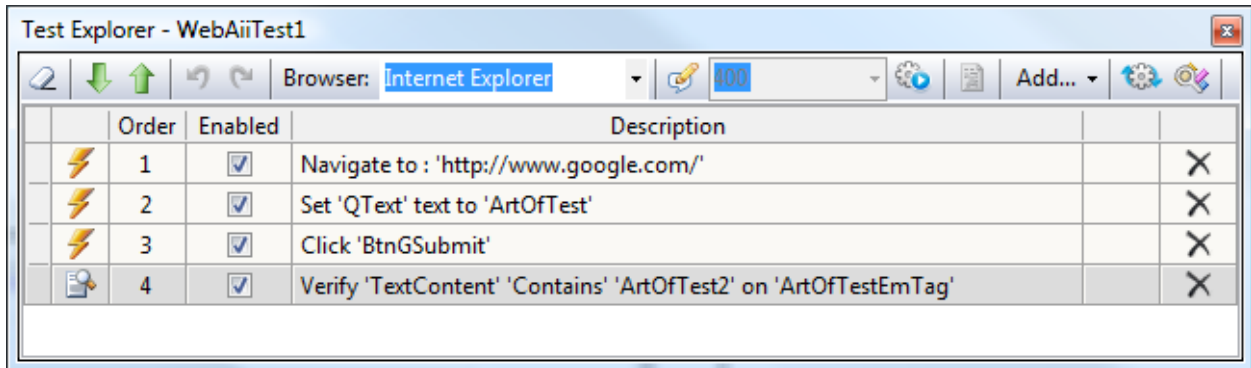 Test Explorer - WebAiiTest1
Browser: Internet Explorer 400 Add...
Order Enabled Description
1 Navigate to : 'http://www.google.com/'
2 Set 'QText' text to 'ArtOfTest'
3 Click 'BtnGSubmit'
4 Verify 'TextContent' 'Contains' 'ArtOfTest2' on 'ArtOfTestEmTag'